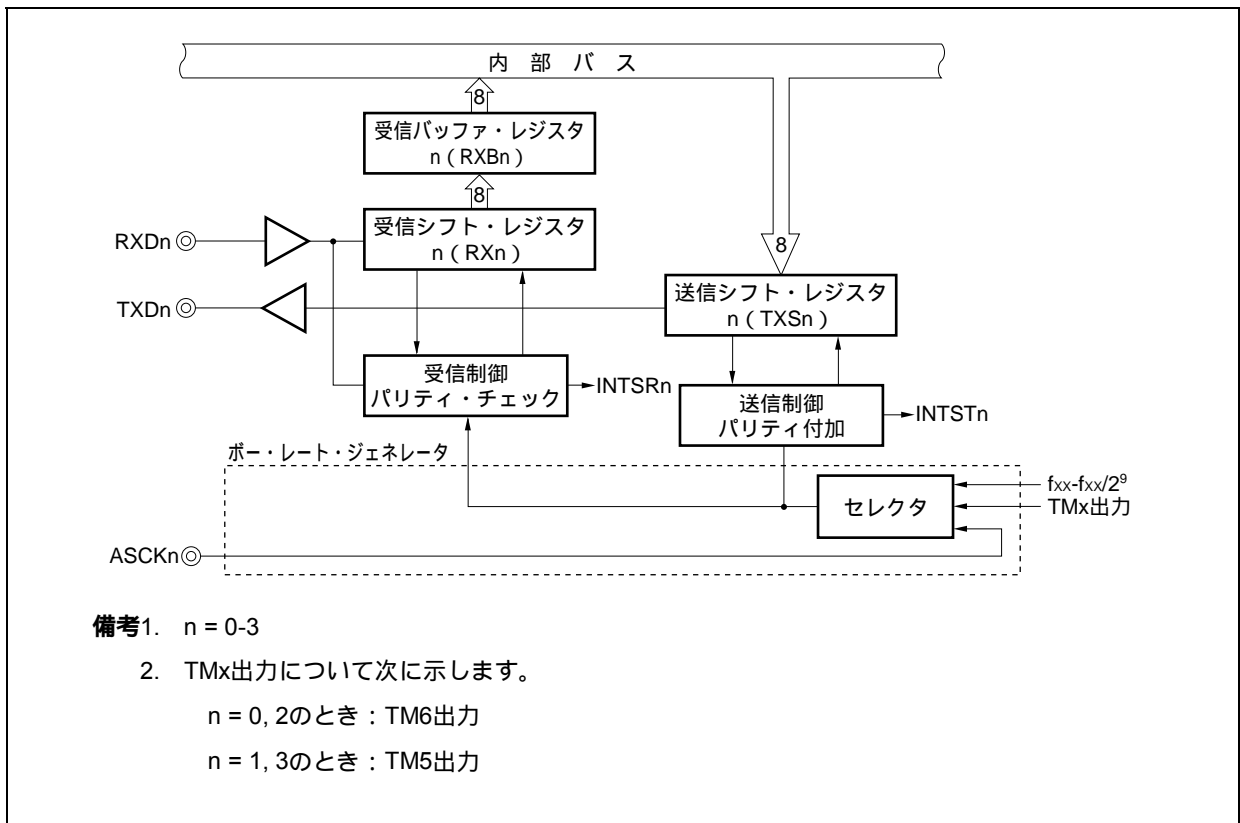 内 部 バ ス
8
受信バッファ・レジスタ
n（RXBn）
8
受信シフト・レジスタ
n（RXn）
RXDn
8
送信シフト・レジスタ
n（TXSn）
TXDn
受信制御
パリティ・チェック
INTSRn
送信制御
パリティ付加
INTSTn
ボー・レート・ジェネレータ
セレクタ
fxx-fxx/2⁹
TMx出力
ASCKn
備考1. n = 0-3
2. TMx出力について次に示します。
n = 0, 2のとき：TM6出力
n = 1, 3のとき：TM5出力